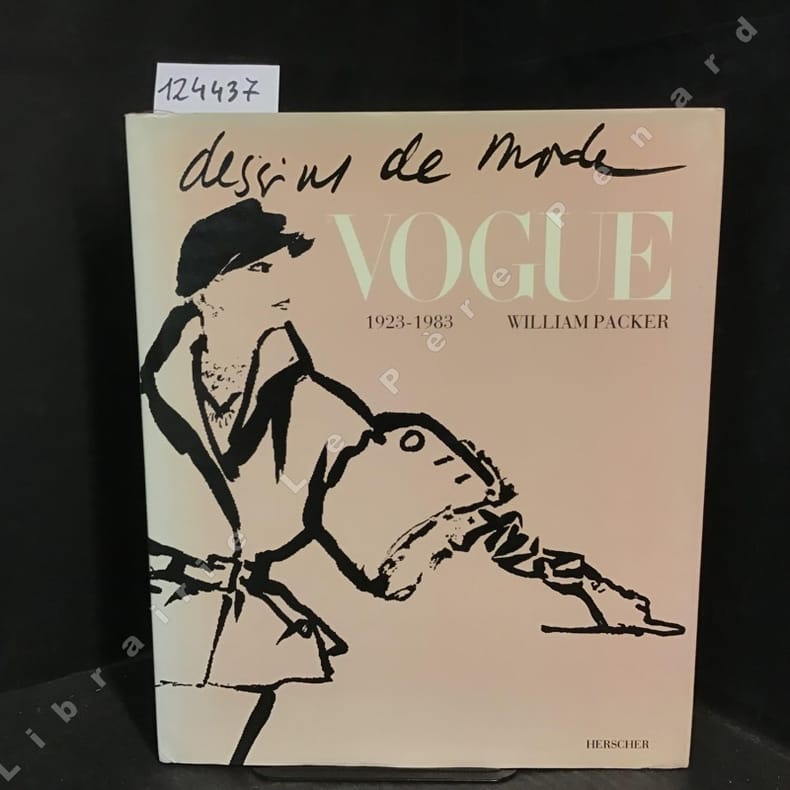 124437
dessins de mode
VOGUE
1923-1983 WILLIAM PACKER
HERSCHER
Librairie Le Père Pénard